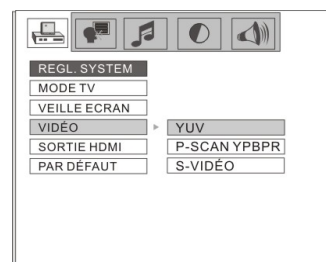 REGL. SYSTEM
MODE TV
VEILLE ECRAN
VIDÉO
YUV
SORTIE HDMI
P-SCAN YPBPR
PAR DÉFAUT
S-VIDÉO